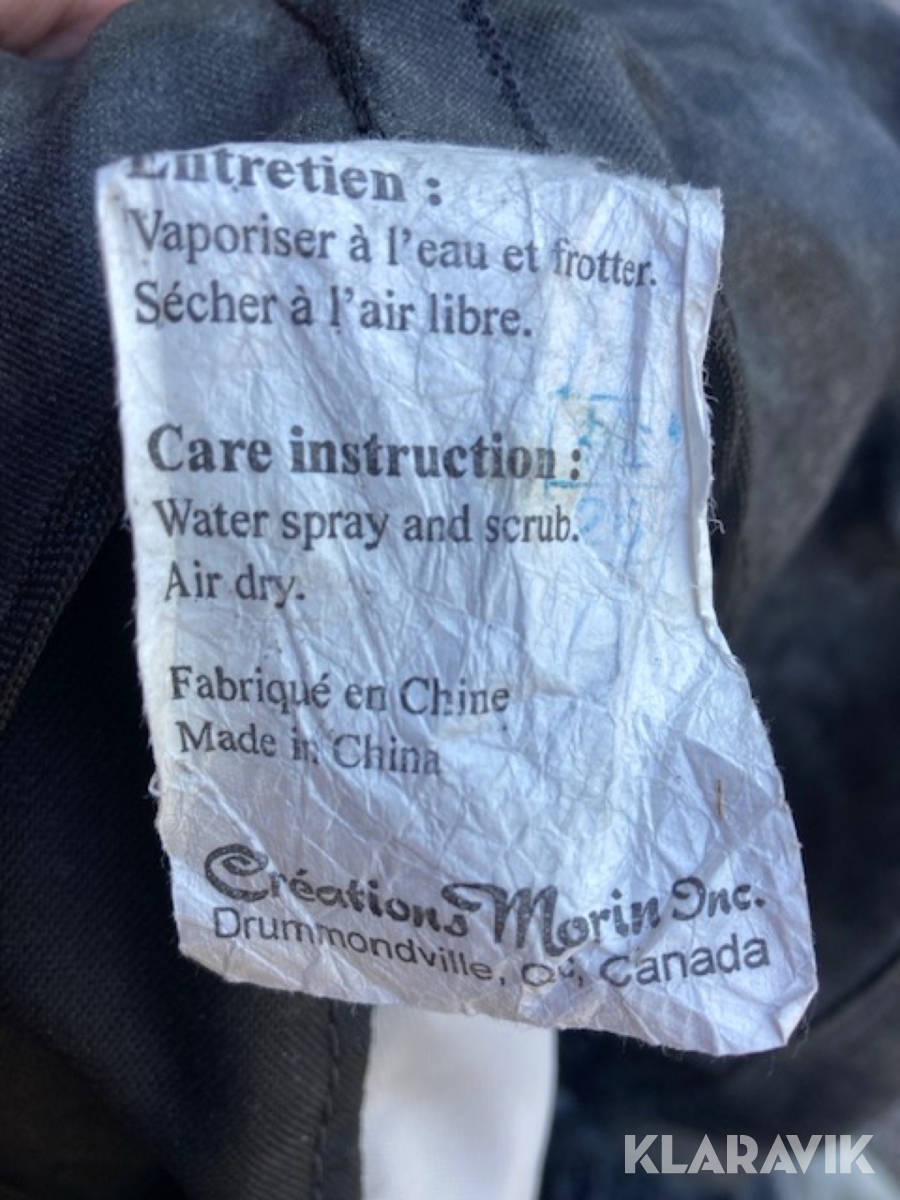 Entretien :
Vaporiser à l'eau et frotter.
Sécher à l'air libre.
Care instruction :
Water spray and scrub.
Air dry.
Fabriqué en Chine
Made in China
Créations Morin Inc.
Drummondville, Qc, Canada
KLARAVIK